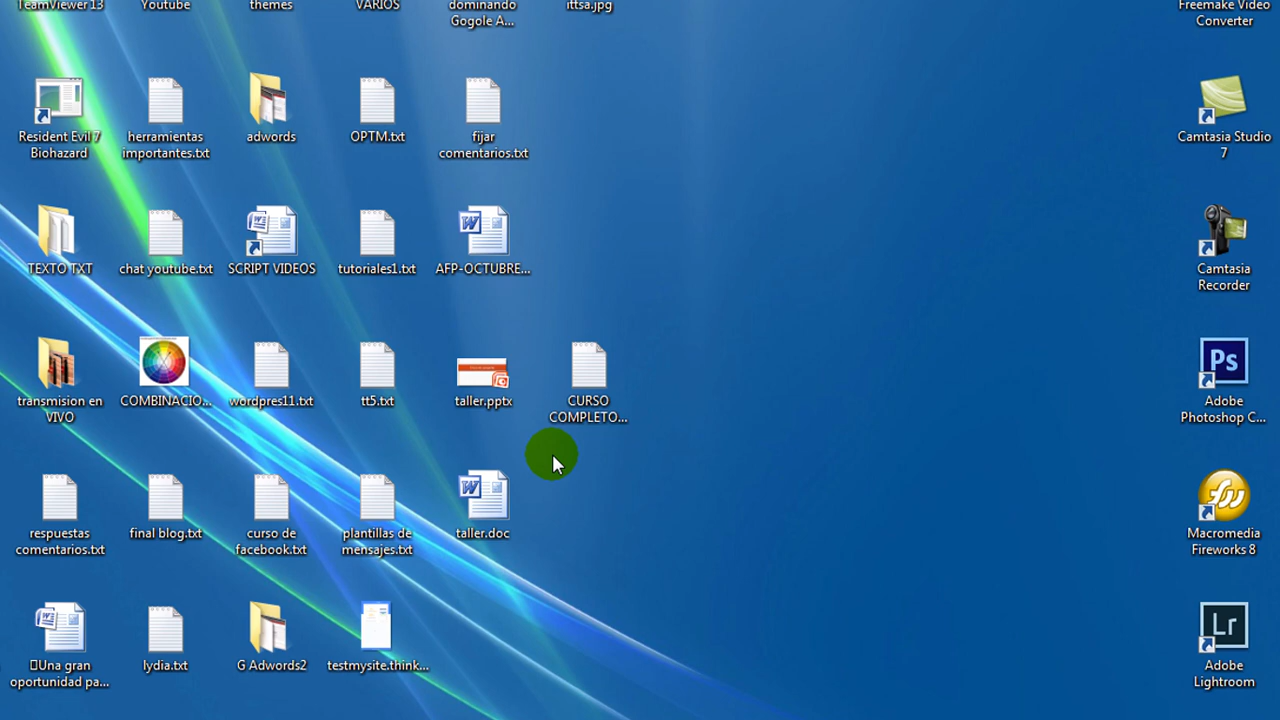 TeamViewer 13
Youtube
themes
VARIOS
dominando
Gogole A...
ittsa.jpg
Freemake Video
Converter
Resident Evil 7
Biohazard
herramientas
importantes.txt
adwords
OPTM.txt
fijar
comentarios.txt
Camtasia Studio
7
TEXTO TXT
chat youtube.txt
SCRIPT VIDEOS
tutoriales1.txt
AFP-OCTUBRE...
Camtasia
Recorder
transmision en
VIVO
COMBINACIO...
wordpres11.txt
tt5.txt
taller.pptx
CURSO
COMPLETO...
Ps
Adobe
Photoshop C...
respuestas
comentarios.txt
final blog.txt
curso de
facebook.txt
plantillas de
mensajes.txt
taller.doc
Macromedia
Fireworks 8
Una gran
oportunidad pa...
lydia.txt
G Adwords2
testmysite.think...
Lr
Adobe
Lightroom